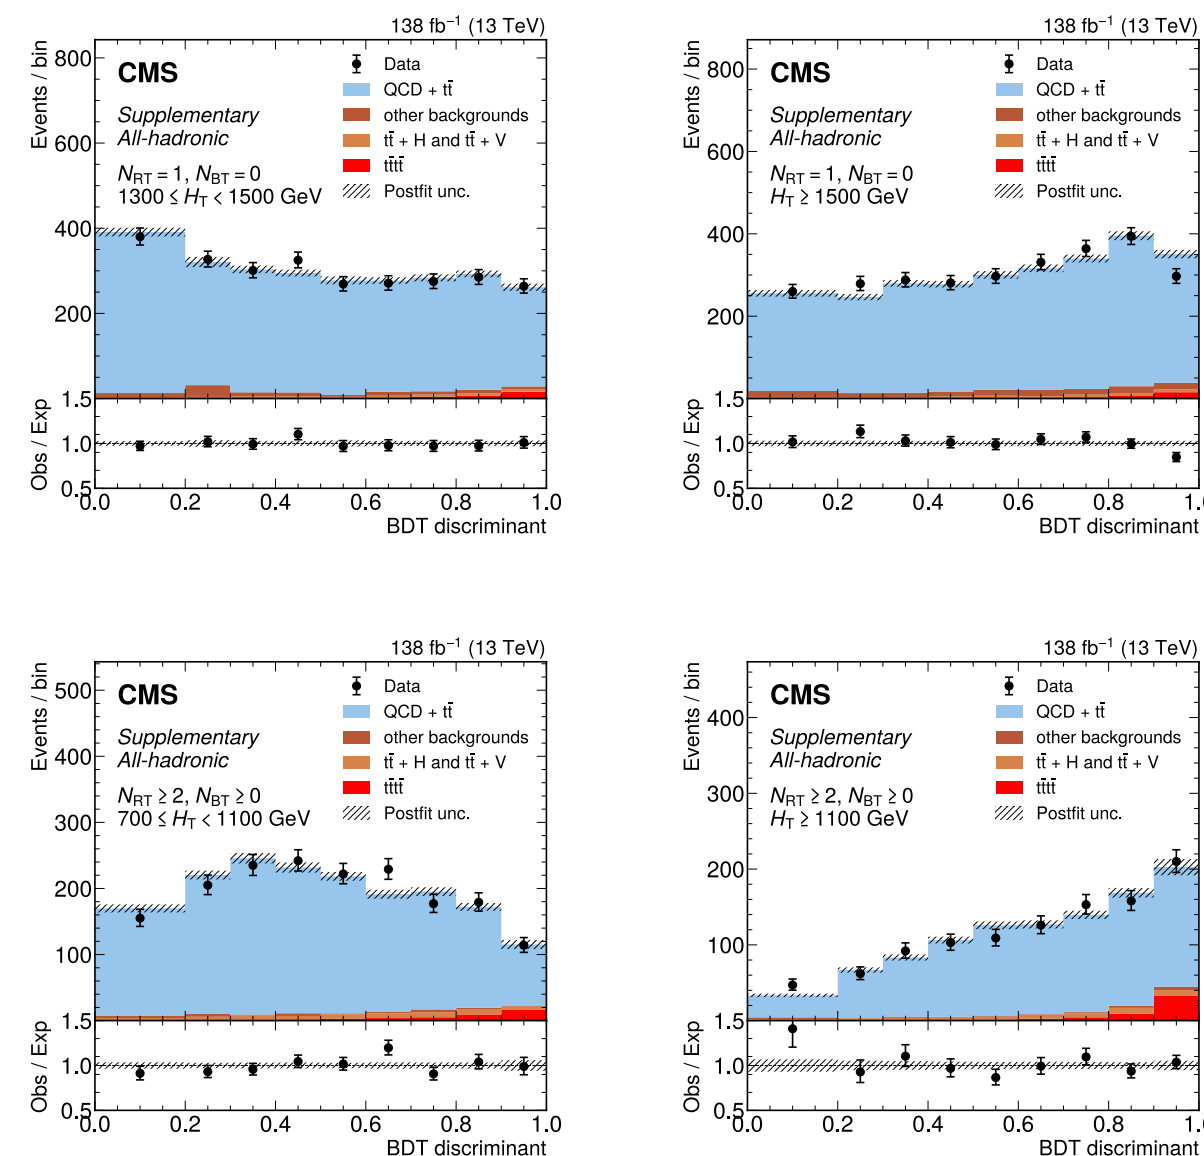 138 fb⁻¹ (13 TeV)
Events / bin
800
600
400
200
CMS
Supplementary
All-hadronic
N_RT = 1, N_BT = 0
1300 ≤ H_T < 1500 GeV
Data
QCD + tt̄
other backgrounds
tt̄ + H and tt̄ + V
tt̄tt̄
Postfit unc.
Obs / Exp
1.5
1.0
0.5
0.0 0.2 0.4 0.6 0.8 1.0
BDT discriminant
138 fb⁻¹ (13 TeV)
Events / bin
800
600
400
200
CMS
Supplementary
All-hadronic
N_RT = 1, N_BT = 0
H_T ≥ 1500 GeV
Data
QCD + tt̄
other backgrounds
tt̄ + H and tt̄ + V
tt̄tt̄
Postfit unc.
Obs / Exp
1.5
1.0
0.5
0.0 0.2 0.4 0.6 0.8 1.0
BDT discriminant
138 fb⁻¹ (13 TeV)
Events / bin
500
400
300
200
100
CMS
Supplementary
All-hadronic
N_RT ≥ 2, N_BT ≥ 0
700 ≤ H_T < 1100 GeV
Data
QCD + tt̄
other backgrounds
tt̄ + H and tt̄ + V
tt̄tt̄
Postfit unc.
Obs / Exp
1.5
1.0
0.5
0.0 0.2 0.4 0.6 0.8 1.0
BDT discriminant
138 fb⁻¹ (13 TeV)
Events / bin
400
300
200
100
CMS
Supplementary
All-hadronic
N_RT ≥ 2, N_BT ≥ 0
H_T ≥ 1100 GeV
Data
QCD + tt̄
other backgrounds
tt̄ + H and tt̄ + V
tt̄tt̄
Postfit unc.
Obs / Exp
1.5
1.0
0.5
0.0 0.2 0.4 0.6 0.8 1.0
BDT discriminant